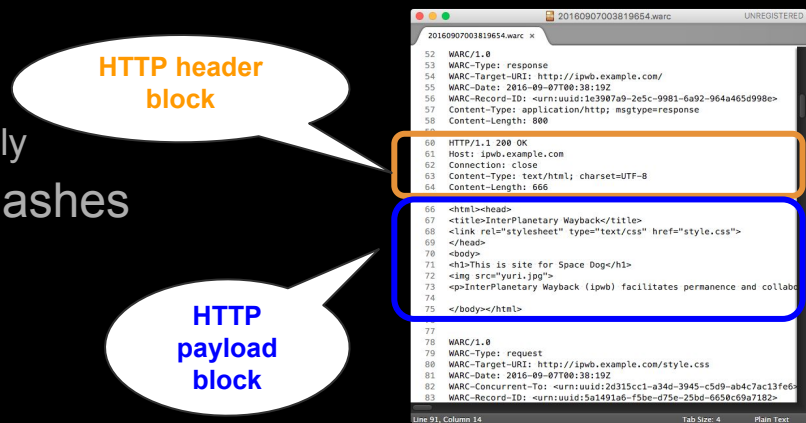 HTTP header
block
ly
ashes
HTTP
payload
block
20160907003819654.warc
UNREGISTERED
20160907003819654.warc ×
52 WARC/1.0
53 WARC-Type: response
54 WARC-Target-URI: http://ipwb.example.com/
55 WARC-Date: 2016-09-07T00:38:19Z
56 WARC-Record-ID: <urn:uuid:1e3907a9-2e5c-9981-6a92-964a465d998e>
57 Content-Type: application/http; msgtype=response
58 Content-Length: 800
59
60 HTTP/1.1 200 OK
61 Host: ipwb.example.com
62 Connection: close
63 Content-Type: text/html; charset=UTF-8
64 Content-Length: 666
66 <html><head>
67 <title>InterPlanetary Wayback</title>
68 <link rel="stylesheet" type="text/css" href="style.css">
69 </head>
70 <body>
71 <h1>This is site for Space Dog</h1>
72 <img src="yuri.jpg">
73 <p>InterPlanetary Wayback (ipwb) facilitates permanence and collabo
74
75 </body></html>
77
78 WARC/1.0
79 WARC-Type: request
80 WARC-Target-URI: http://ipwb.example.com/style.css
81 WARC-Date: 2016-09-07T00:38:19Z
82 WARC-Concurrent-To: <urn:uuid:2d315cc1-a34d-3945-c5d9-ab4c7ac13fe6>
83 WARC-Record-ID: <urn:uuid:5a1491a6-f5be-d75e-25bd-6650c69a7182>
Line 91, Column 14
Tab Size: 4
Plain Text